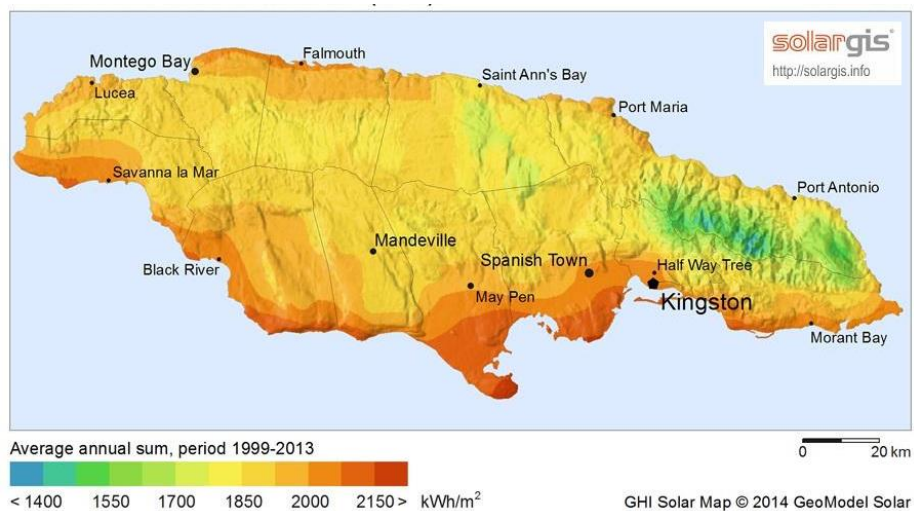 solargis
http://solargis.info
Montego Bay
Falmouth
Lucea
Saint Ann's Bay
Port Maria
Savanna la Mar
Port Antonio
Mandeville
Black River
Spanish Town
Half Way Tree
May Pen
Kingston
Morant Bay
Average annual sum, period 1999-2013
0 20 km
< 1400 1550 1700 1850 2000 2150 > kWh/m²
GHI Solar Map © 2014 GeoModel Solar